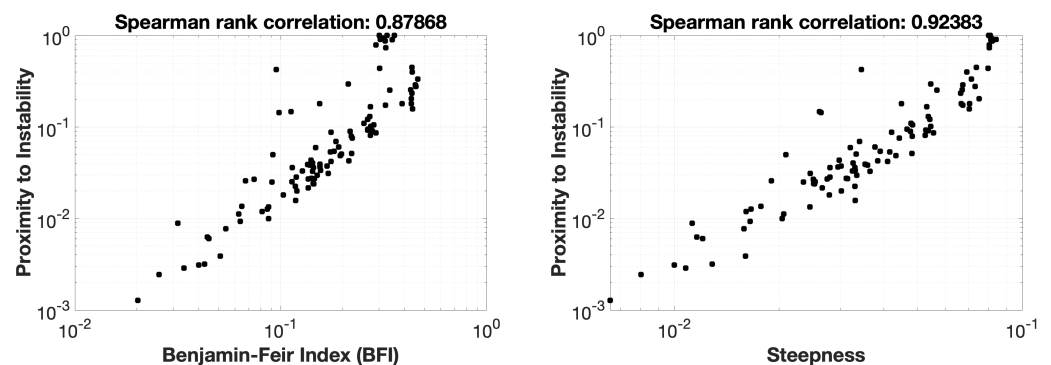 Spearman rank correlation: 0.87868
10^0
10^-1
10^-2
10^-3
Proximity to Instability
10^-2
10^-1
10^0
Benjamin-Feir Index (BFI)
Spearman rank correlation: 0.92383
10^0
10^-1
10^-2
10^-3
Proximity to Instability
10^-2
10^-1
Steepness